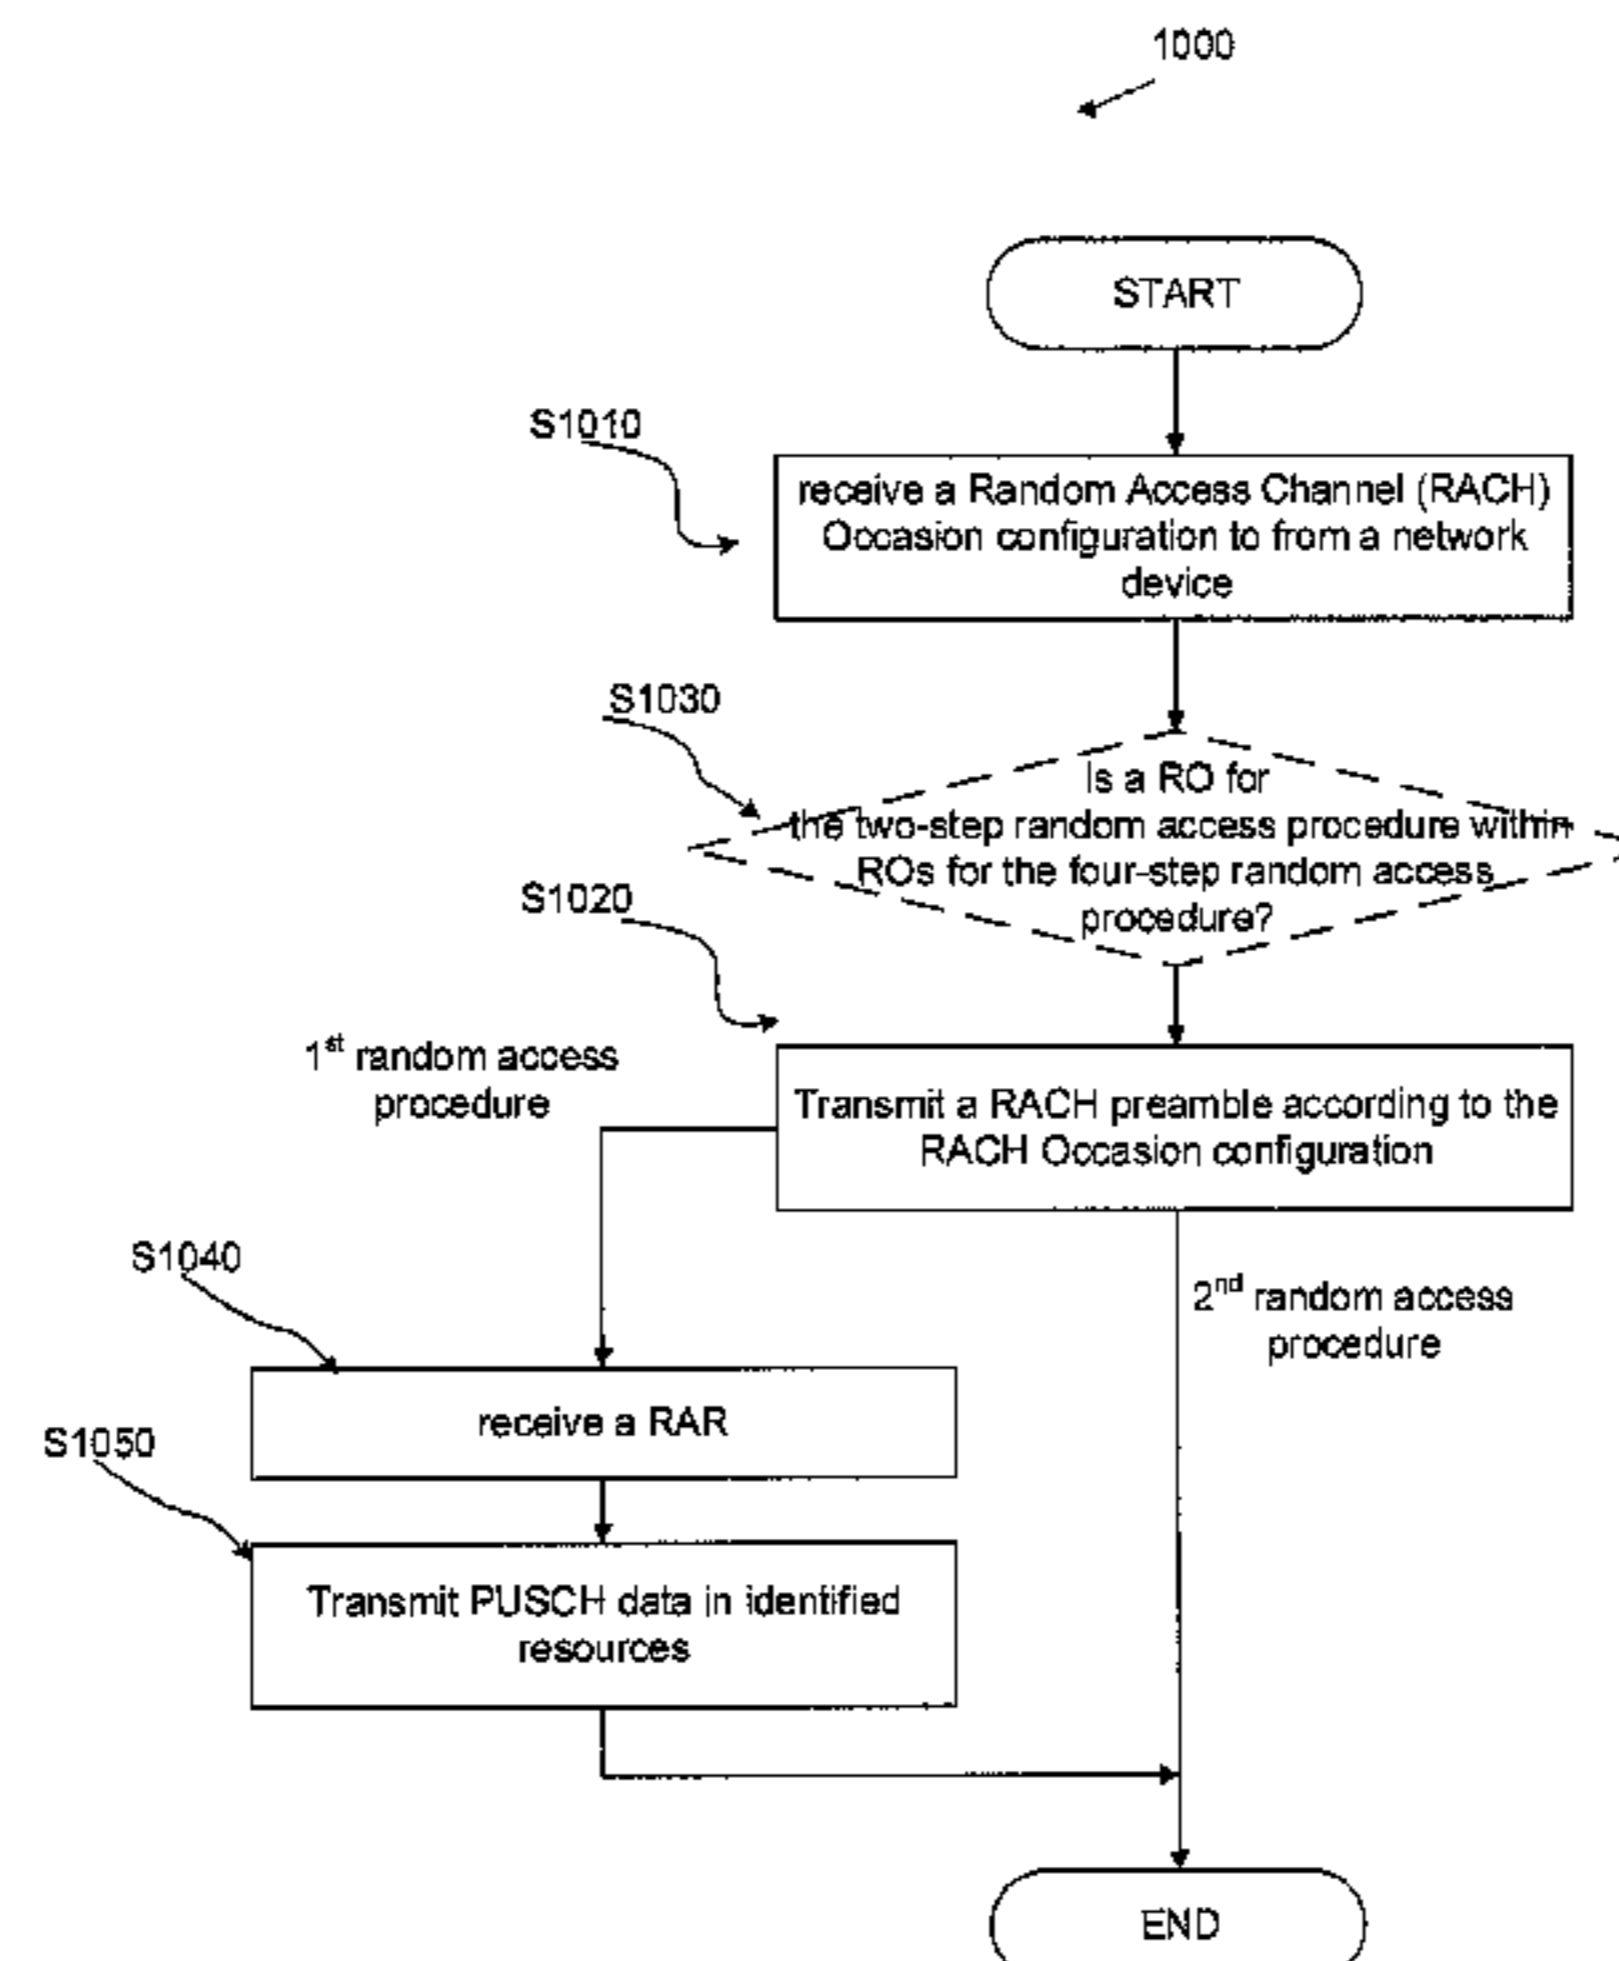 1000
START
S1010
receive a Random Access Channel (RACH)
Occasion configuration to from a network
device
S1030
Is a RO for
the two-step random access procedure within
ROs for the four-step random access
procedure?
S1020
1st random access
procedure
Transmit a RACH preamble according to the
RACH Occasion configuration
S1040
2nd random access
procedure
receive a RAR
S1050
Transmit PUSCH data in identified
resources
END